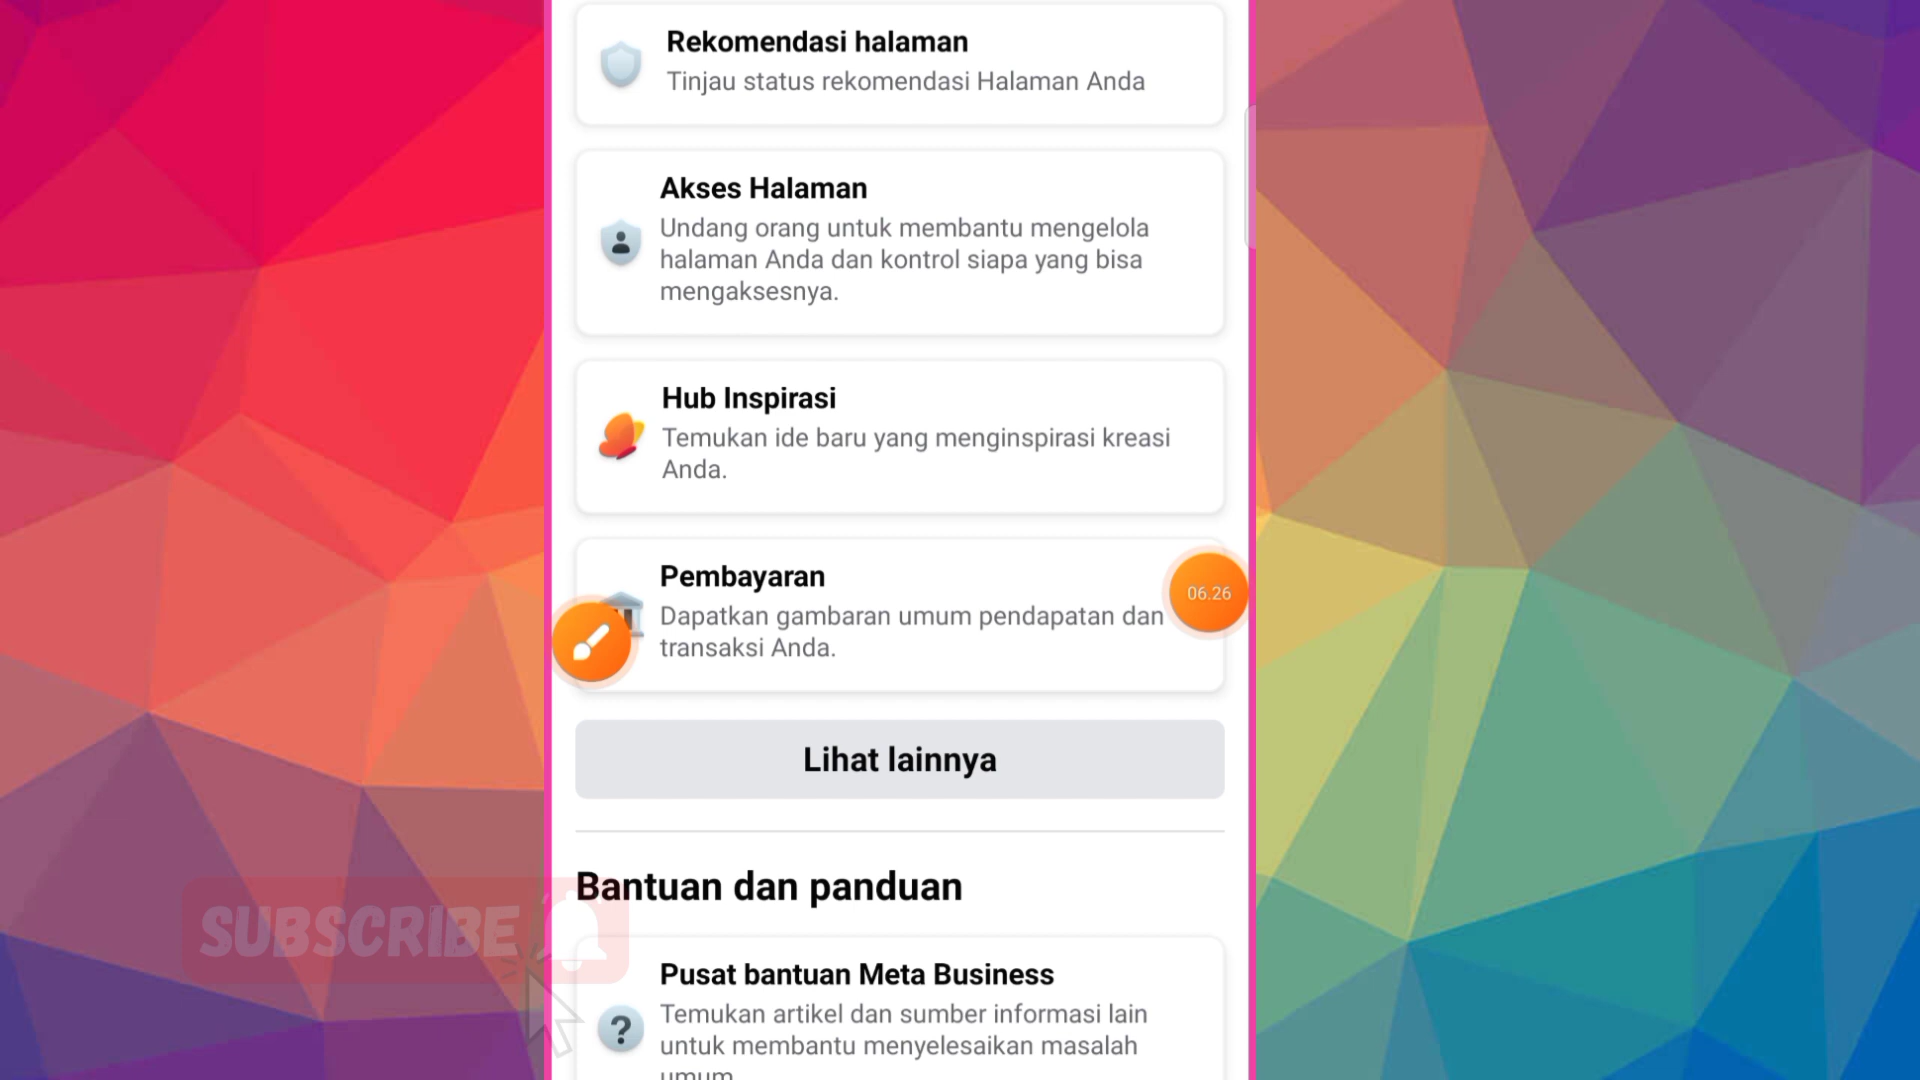 Rekomendasi halaman
Tinjau status rekomendasi Halaman Anda
Akses Halaman
Undang orang untuk membantu mengelola
halaman Anda dan kontrol siapa yang bisa
mengaksesnya.
Hub Inspirasi
Temukan ide baru yang menginspirasi kreasi
Anda.
Pembayaran
Dapatkan gambaran umum pendapatan dan
transaksi Anda.
06.26
Lihat lainnya
Bantuan dan panduan
SUBSCRIBE
Pusat bantuan Meta Business
Temukan artikel dan sumber informasi lain
untuk membantu menyelesaikan masalah
umum